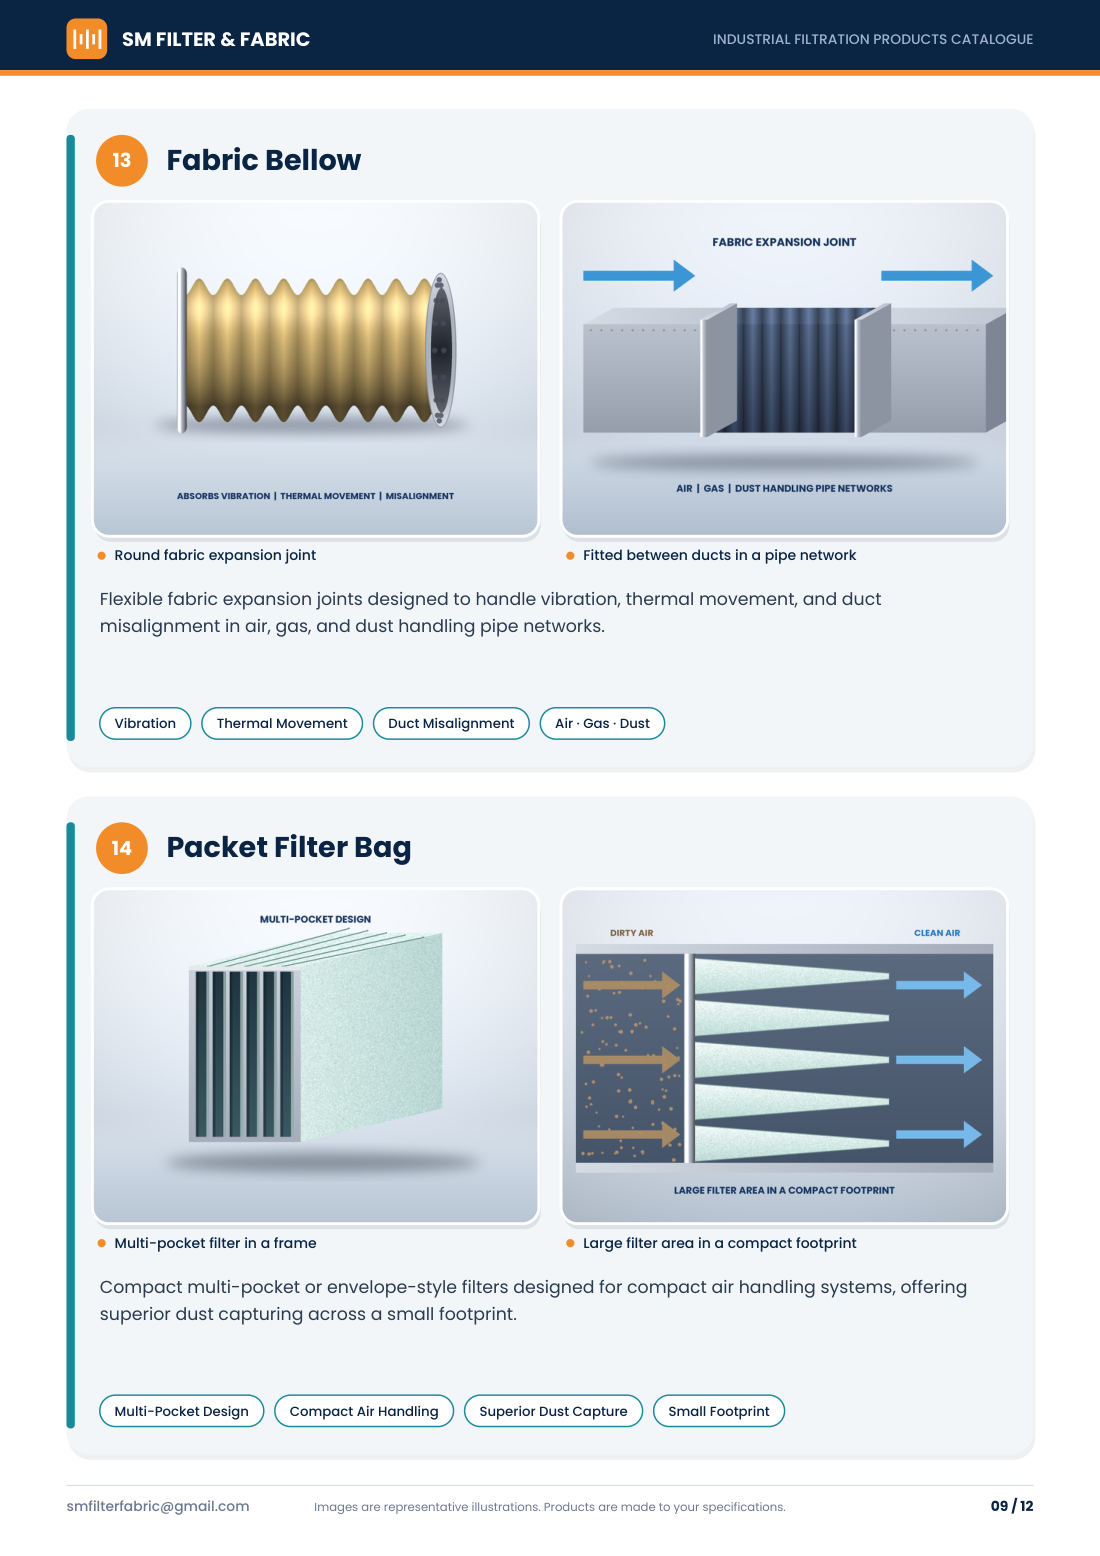 SM FILTER & FABRIC
INDUSTRIAL FILTRATION PRODUCTS CATALOGUE
13
Fabric Bellow
ABSORBS VIBRATION | THERMAL MOVEMENT | MISALIGNMENT
FABRIC EXPANSION JOINT
AIR | GAS | DUST HANDLING PIPE NETWORKS
Round fabric expansion joint
Fitted between ducts in a pipe network
Flexible fabric expansion joints designed to handle vibration, thermal movement, and duct
misalignment in air, gas, and dust handling pipe networks.
Vibration
Thermal Movement
Duct Misalignment
Air · Gas · Dust
14
Packet Filter Bag
MULTI-POCKET DESIGN
DIRTY AIR
CLEAN AIR
LARGE FILTER AREA IN A COMPACT FOOTPRINT
Multi-pocket filter in a frame
Large filter area in a compact footprint
Compact multi-pocket or envelope-style filters designed for compact air handling systems, offering
superior dust capturing across a small footprint.
Multi-Pocket Design
Compact Air Handling
Superior Dust Capture
Small Footprint
smfilterfabric@gmail.com
Images are representative illustrations. Products are made to your specifications.
09 / 12